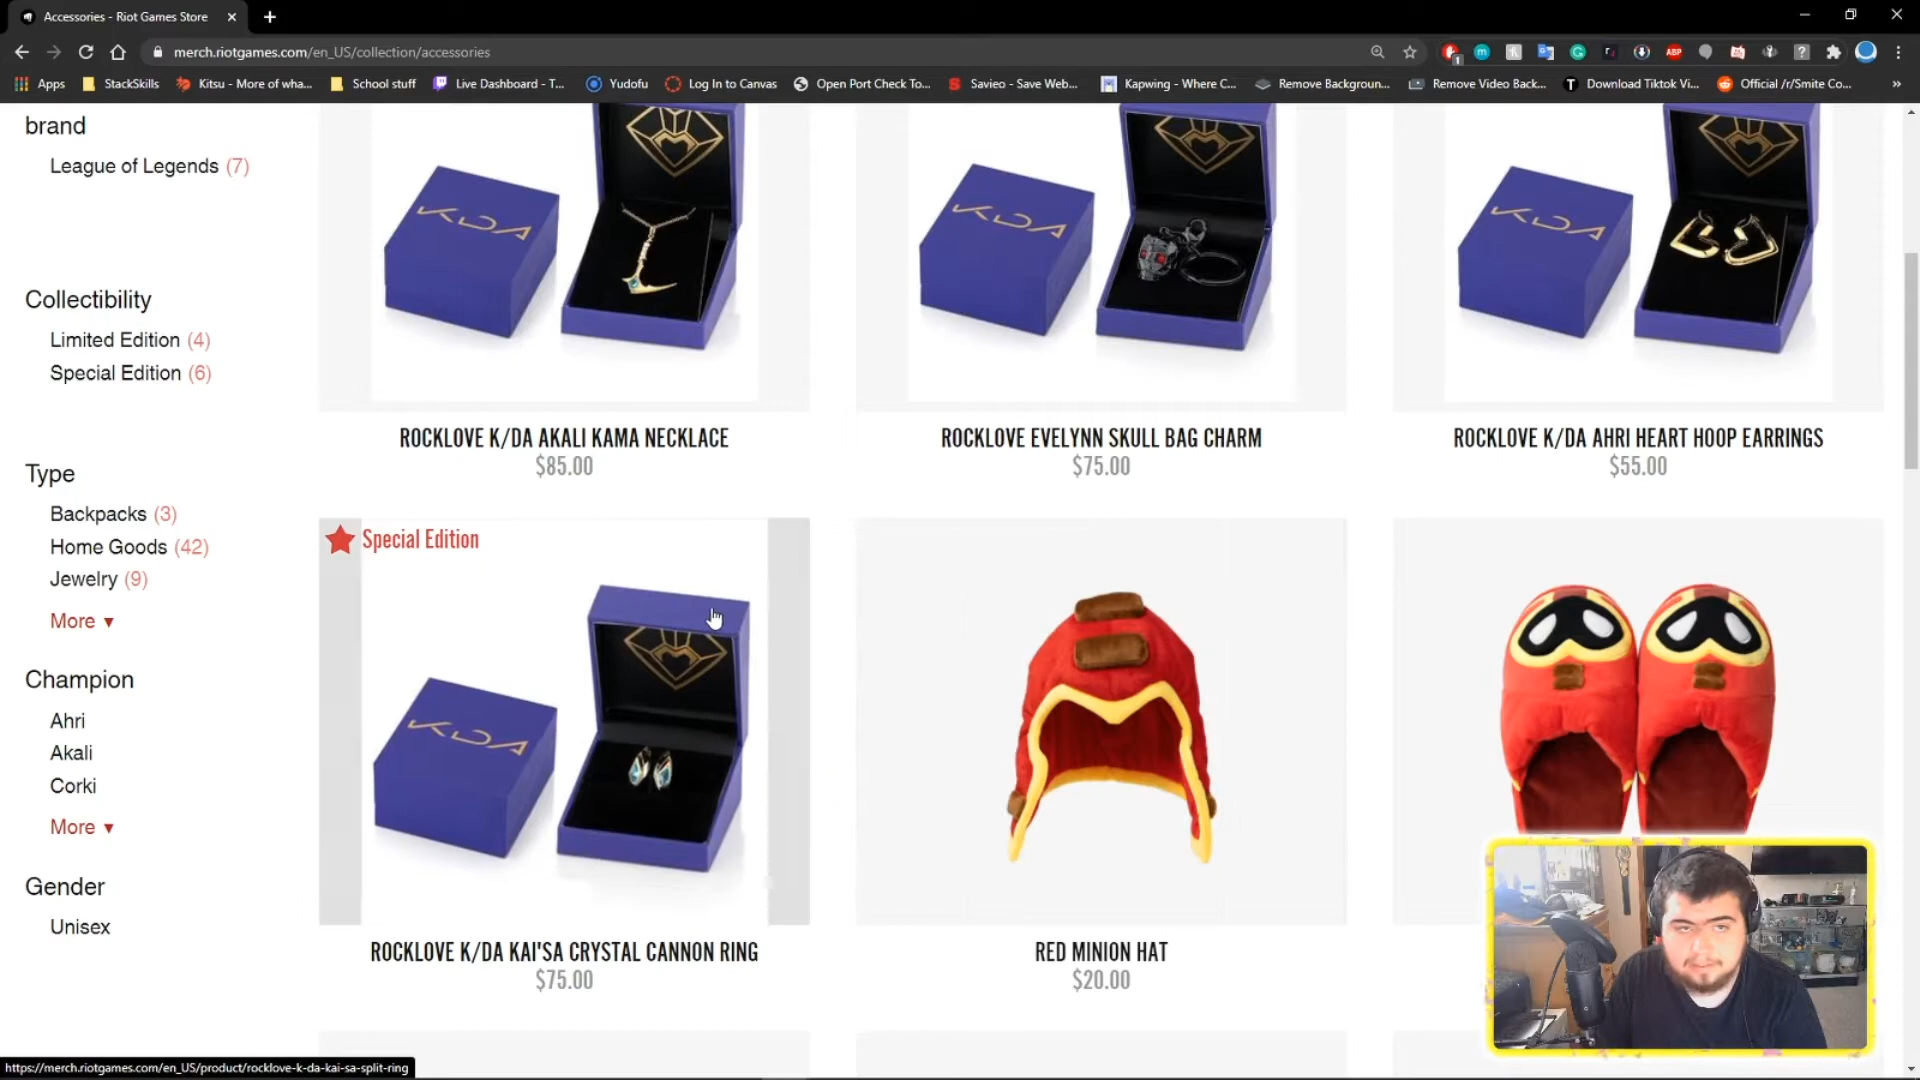 Accessories - Riot Games Store
merch.riotgames.com/en_US/collection/accessories
Apps StackSkills Kitsu - More of wha... School stuff Live Dashboard - T... Yudofu Log In to Canvas Open Port Check To... Savieo - Save Web... Kapwing - Where C... Remove Backgroun... Remove Video Back... Download Tiktok Vi... Official /r/Smite Co... »
brand
League of Legends (7)
Collectibility
Limited Edition (4)
Special Edition (6)
Type
Backpacks (3)
Home Goods (42)
Jewelry (9)
More ▼
Champion
Ahri
Akali
Corki
More ▼
Gender
Unisex
KDA
KDA
KDA
ROCKLOVE K/DA AKALI KAMA NECKLACE
$85.00
ROCKLOVE EVELYNN SKULL BAG CHARM
$75.00
ROCKLOVE K/DA AHRI HEART HOOP EARRINGS
$55.00
Special Edition
KDA
ROCKLOVE K/DA KAI'SA CRYSTAL CANNON RING
$75.00
RED MINION HAT
$20.00
https://merch.riotgames.com/en_US/product/rocklove-k-da-kai-sa-split-ring